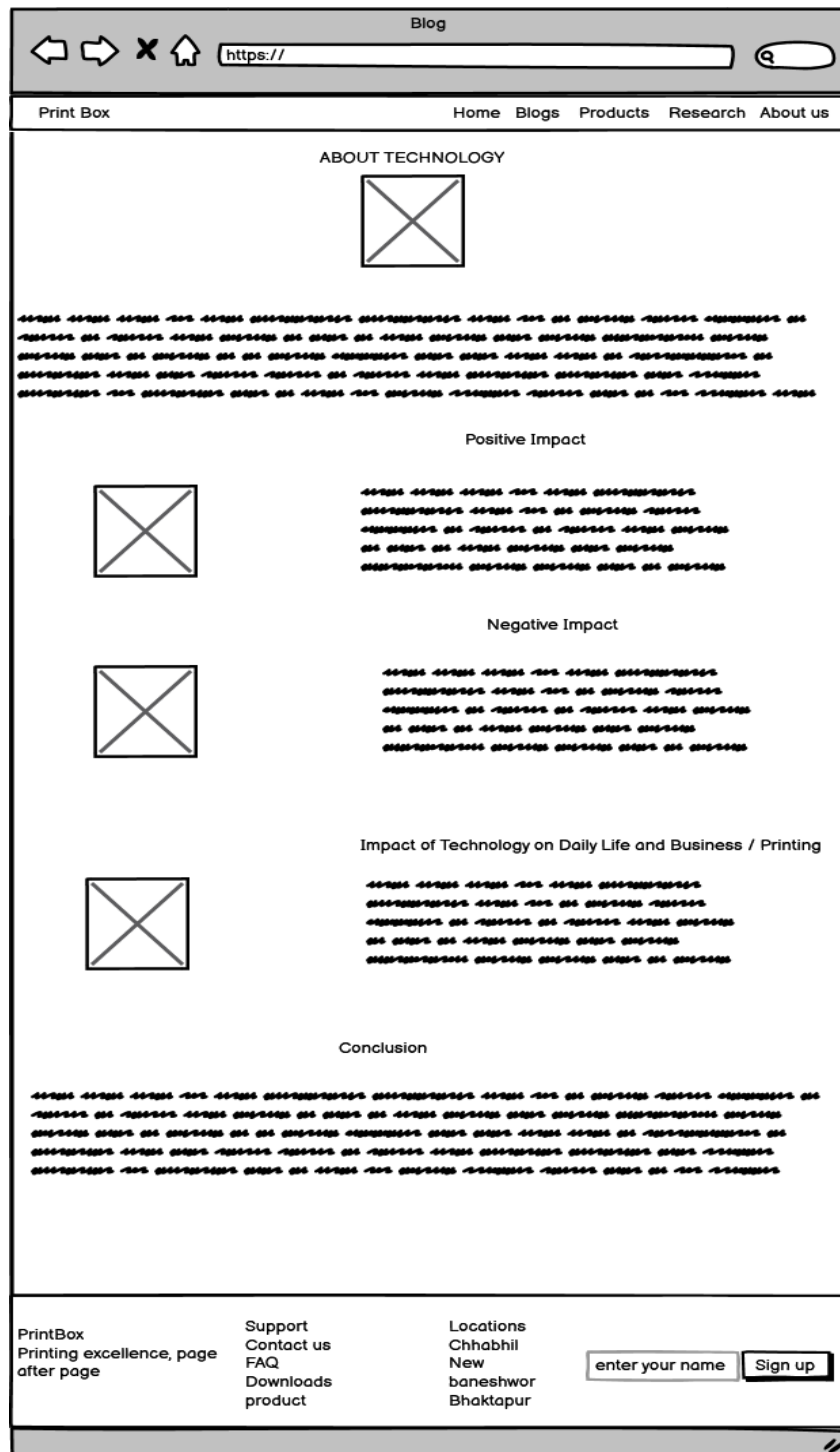 Blog
https://
Print Box
Home Blogs Products Research About us
ABOUT TECHNOLOGY
Positive Impact
Negative Impact
Impact of Technology on Daily Life and Business / Printing
Conclusion
PrintBox
Printing excellence, page
after page
Support
Contact us
FAQ
Downloads
product
Locations
Chhabhil
New
baneshwor
Bhaktapur
enter your name
Sign up